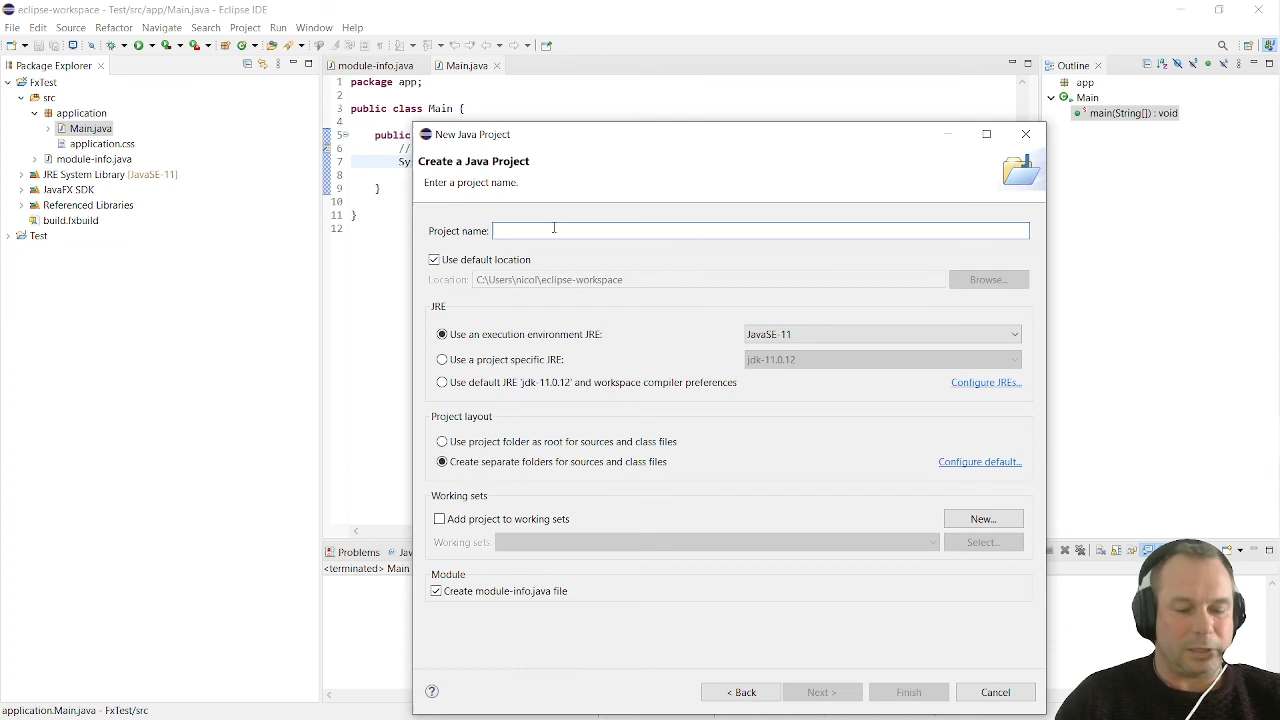 eclipse-workspace - Test/src/app/Main.java - Eclipse IDE
File Edit Source Refactor Navigate Search Project Run Window Help
Package Explorer
FxTest
src
application
Main.java
application.css
module-info.java
JRE System Library [JavaSE-11]
JavaFX SDK
Referenced Libraries
build.fxbuild
Test
module-info.java
Main.java
1 package app;
2
3 public class Main {
4
5 public
6 //
7 Sy
8
9 }
10
11 }
12
New Java Project
Create a Java Project
Enter a project name.
Project name:
Use default location
Location: C:\Users\nicol\eclipse-workspace Browse...
JRE
Use an execution environment JRE: JavaSE-11
Use a project specific JRE: jdk-11.0.12
Use default JRE 'jdk-11.0.12' and workspace compiler preferences Configure JREs...
Project layout
Use project folder as root for sources and class files
Create separate folders for sources and class files Configure default...
Working sets
Add project to working sets New...
Working sets: Select...
Module
Create module-info.java file
? < Back Next > Finish Cancel
Outline
app
Main
main(String[]) : void
Problems Jav
<terminated> Main
application.Main.java - FxTest/src